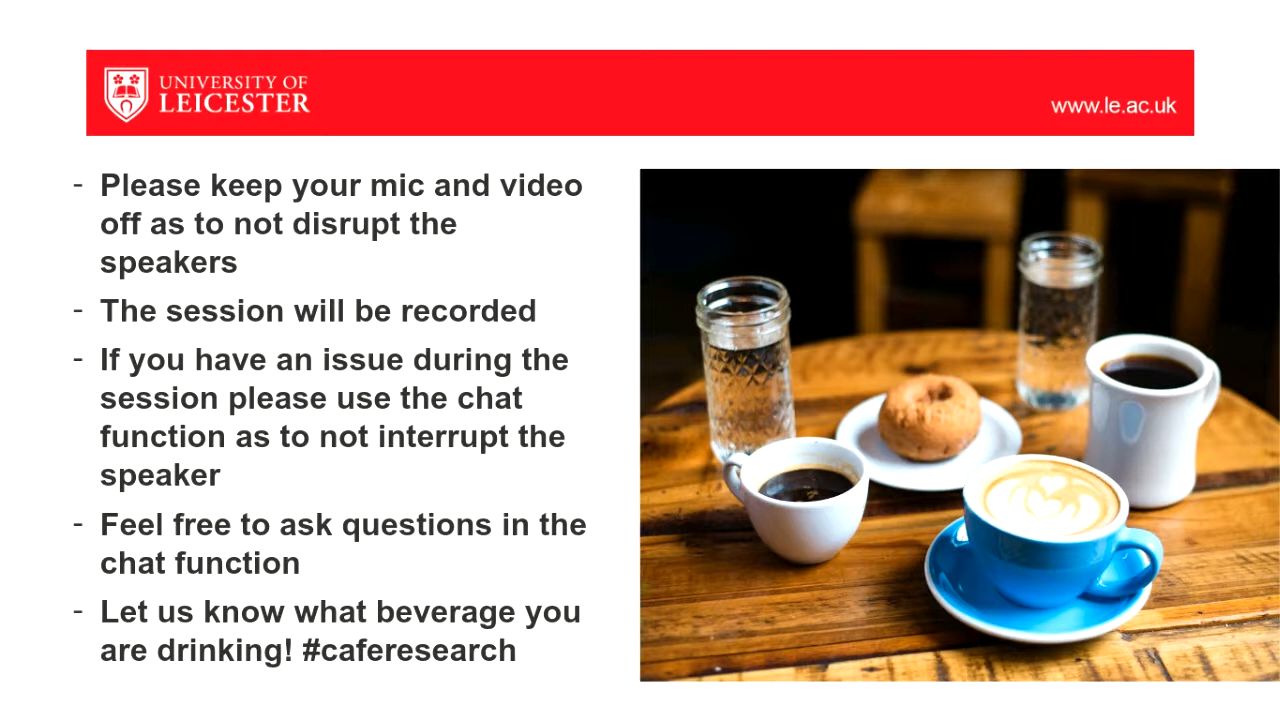 UNIVERSITY OF
LEICESTER
www.le.ac.uk
- Please keep your mic and video
off as to not disrupt the
speakers
- The session will be recorded
- If you have an issue during the
session please use the chat
function as to not interrupt the
speaker
- Feel free to ask questions in the
chat function
- Let us know what beverage you
are drinking! #caferesearch